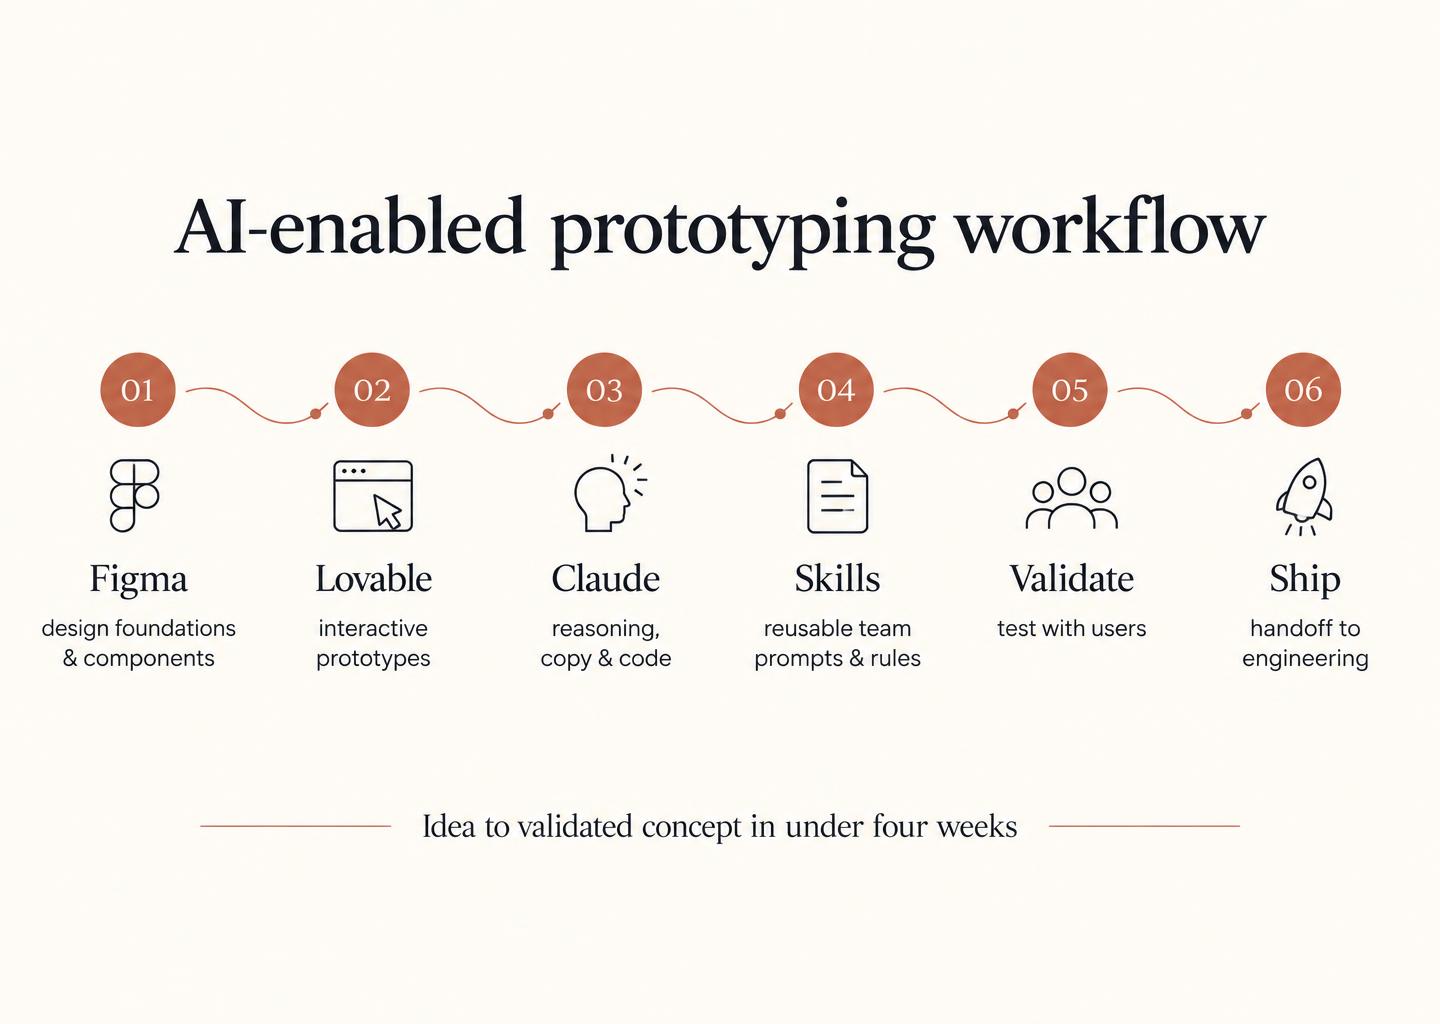 AI-enabled prototyping workflow
01 02 03 04 05 06
Figma
design foundations
& components
Lovable
interactive
prototypes
Claude
reasoning,
copy & code
Skills
reusable team
prompts & rules
Validate
test with users
Ship
handoff to
engineering
Idea to validated concept in under four weeks